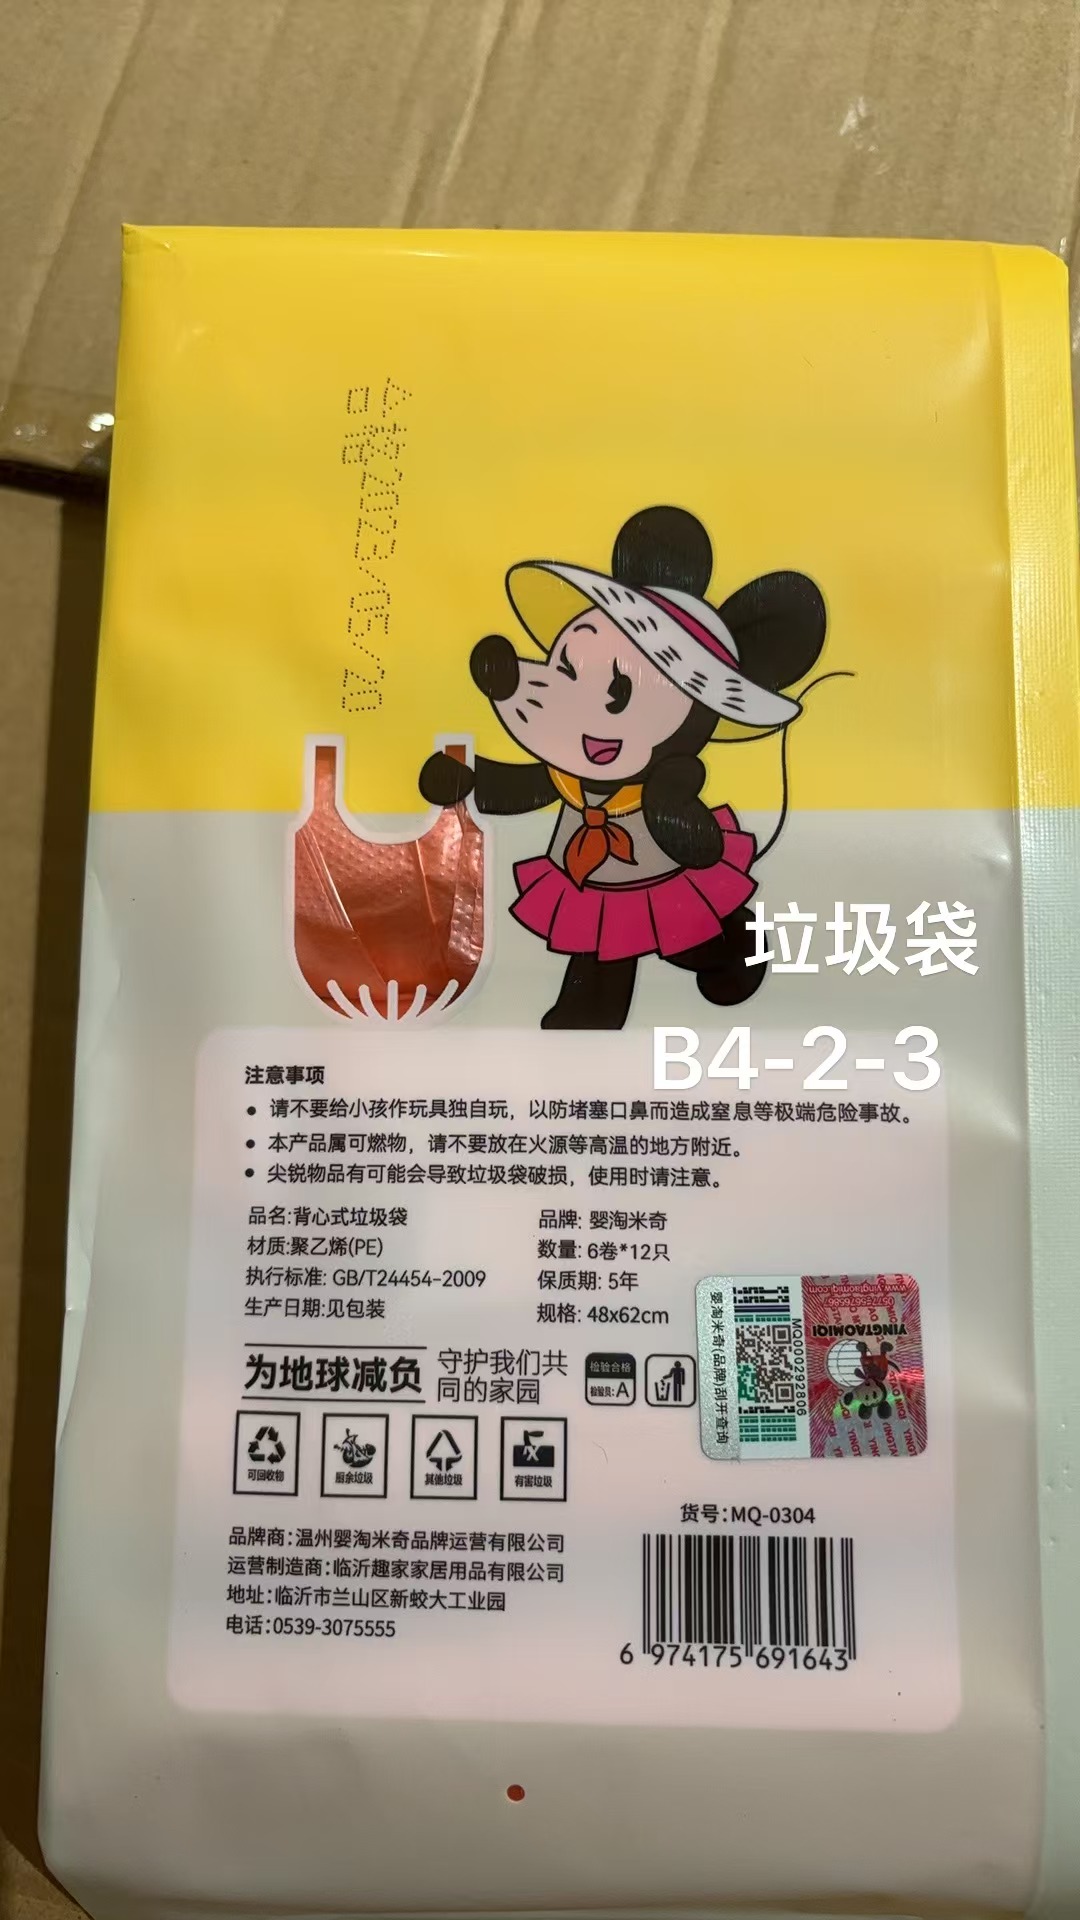 合格2023/05/20
垃圾袋
B4-2-3
注意事项
● 请不要给小孩作玩具独自玩，以防堵塞口鼻而造成窒息等极端危险事故。
● 本产品属可燃物，请不要放在火源等高温的地方附近。
● 尖锐物品有可能会导致垃圾袋破损，使用时请注意。
品名:背心式垃圾袋
品牌: 婴淘米奇
材质:聚乙烯(PE)
数量: 6卷*12只
执行标准: GB/T24454-2009
保质期: 5年
生产日期:见包装
规格: 48x62cm
为地球减负
守护我们共
同的家园
检验合格
检验员:A
可回收物
厨余垃圾
其他垃圾
有害垃圾
婴淘米奇(品牌)刮开查询
MQ000292806
YINGTAOMIQI
www.yingtaomiqi.com
货号:MQ-0304
品牌商:温州婴淘米奇品牌运营有限公司
运营制造商:临沂趣家家居用品有限公司
地址:临沂市兰山区新蛟大工业园
电话:0539-3075555
6 974175 691643